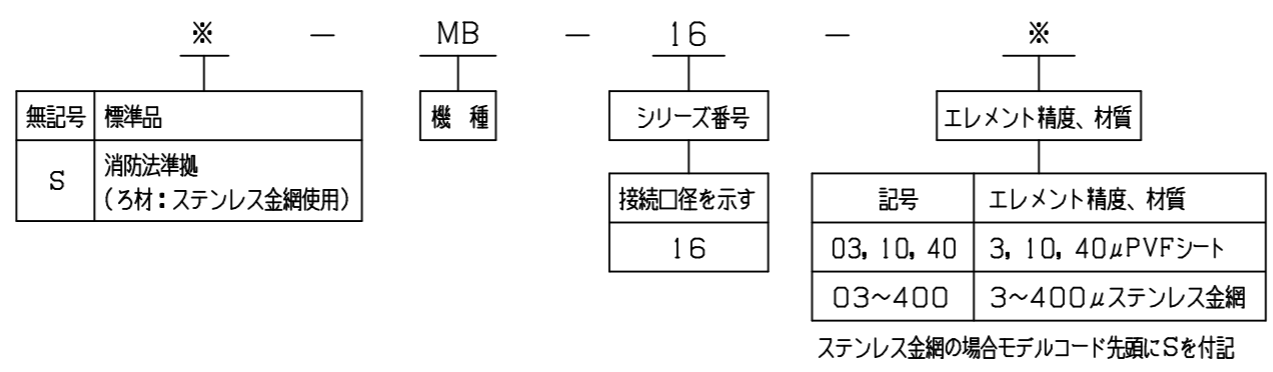 ※ － MB － 16 － ※
無記号 標準品
機 種
シリーズ番号
エレメント精度、材質
S 消防法準拠
(ろ材：ステンレス金網使用)
接続口径を示す
16
記号 エレメント精度、材質
03, 10, 40 3, 10, 40μPVFシート
03~400 3~400μステンレス金網
ステンレス金網の場合モデルコード先頭にSを付記